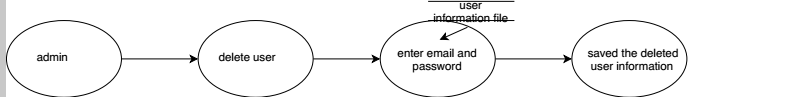 user
information file
admin
delete user
enter email and
password
saved the deleted
user information